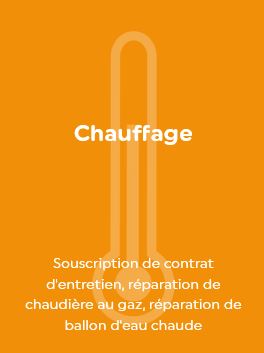 Chauffage
Souscription de contrat
d'entretien, réparation de
chaudière au gaz, réparation de
ballon d'eau chaude